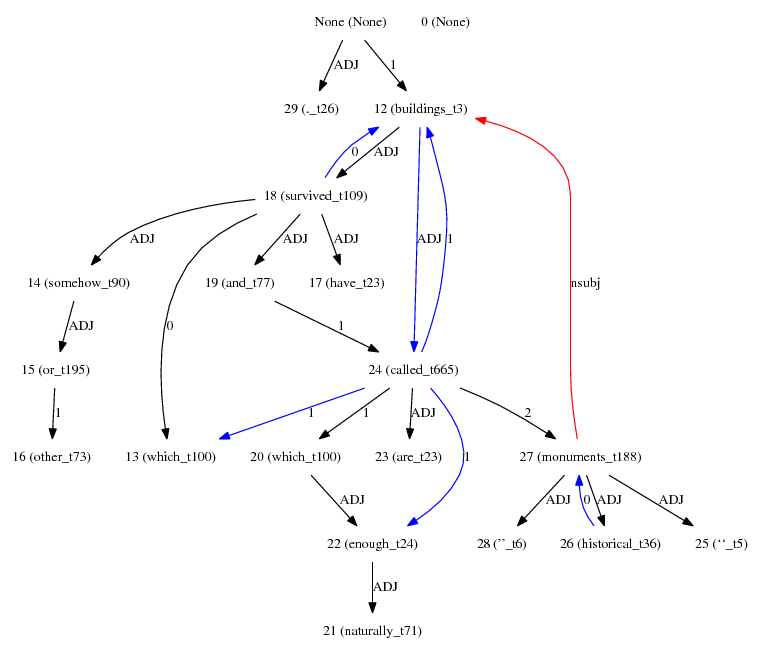 None (None) 0 (None)
ADJ 1
29 (._t26) 12 (buildings_t3)
0 ADJ
18 (survived_t109)
ADJ ADJ ADJ ADJ 1
14 (somehow_t90) 19 (and_t77) 17 (have_t23) nsubj
ADJ 0 1
15 (or_t195) 24 (called_t665)
1 1 1 ADJ 2
16 (other_t73) 13 (which_t100) 20 (which_t100) 23 (are_t23) 1 27 (monuments_t188)
ADJ ADJ 0 ADJ ADJ
22 (enough_t24) 28 (’’_t6) 26 (historical_t36) 25 (‘‘_t5)
ADJ
21 (naturally_t71)